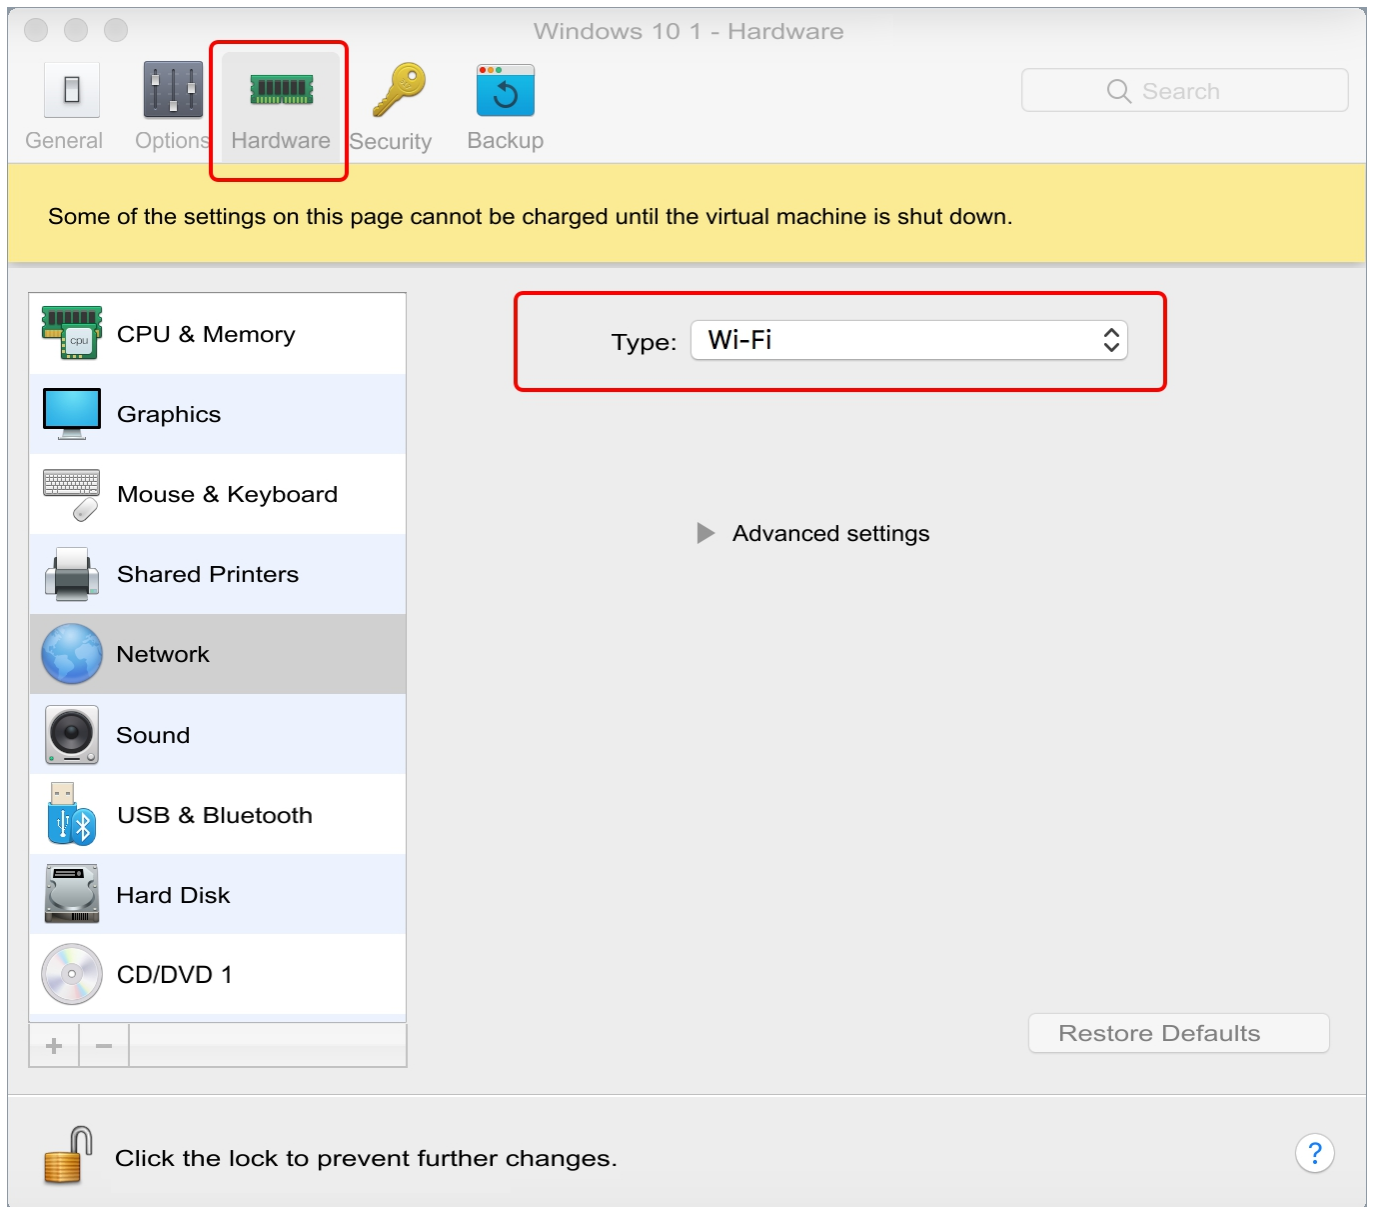 Windows 10 1 - Hardware
General
Options
Hardware
Security
Backup
Search
Some of the settings on this page cannot be charged until the virtual machine is shut down.
cpu
CPU & Memory
Graphics
Mouse & Keyboard
Shared Printers
Network
Sound
USB & Bluetooth
Hard Disk
CD/DVD 1
+ −
Type: Wi-Fi
Advanced settings
Restore Defaults
Click the lock to prevent further changes.
?